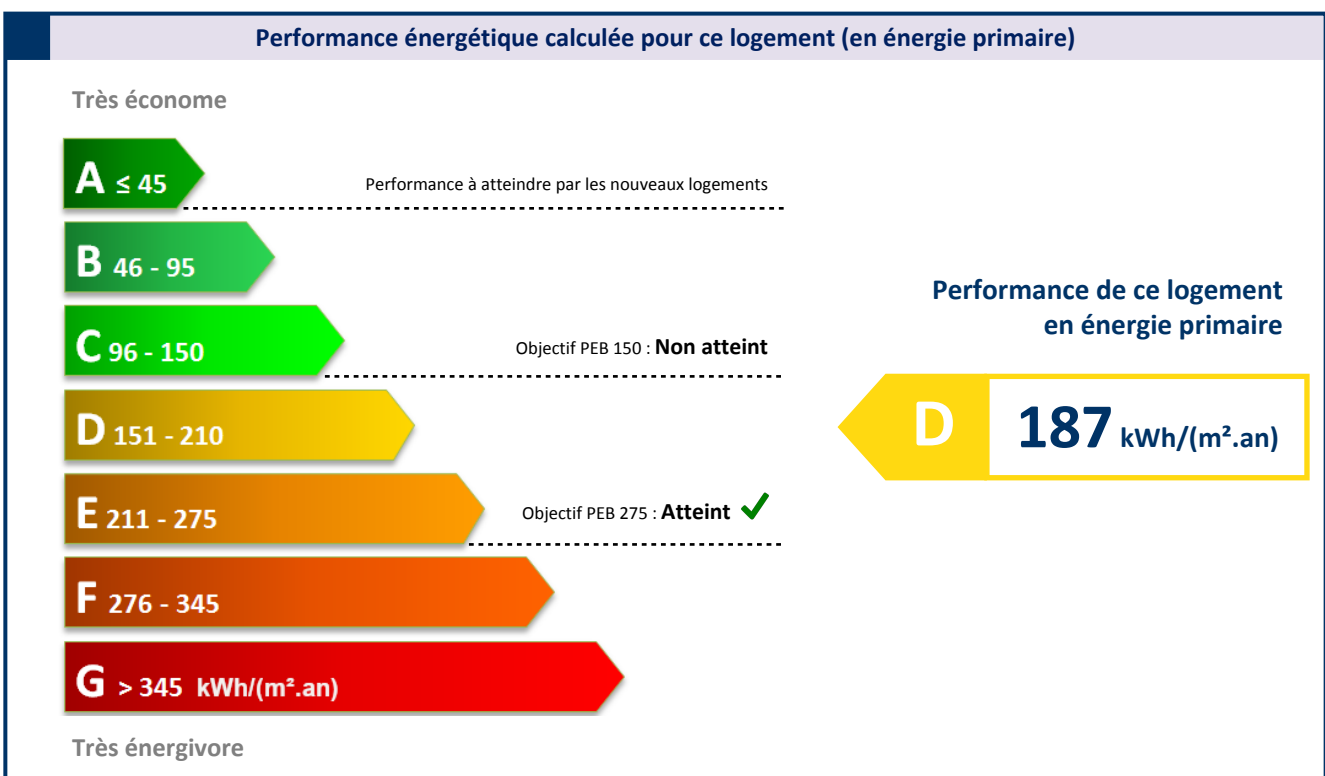 Performance énergétique calculée pour ce logement (en énergie primaire)
Très économe
A ≤ 45
Performance à atteindre par les nouveaux logements
B 46 - 95
Performance de ce logement
en énergie primaire
C 96 - 150
Objectif PEB 150 : Non atteint
D 151 - 210
D 187 kWh/(m².an)
E 211 - 275
Objectif PEB 275 : Atteint ✓
F 276 - 345
G > 345 kWh/(m².an)
Très énergivore